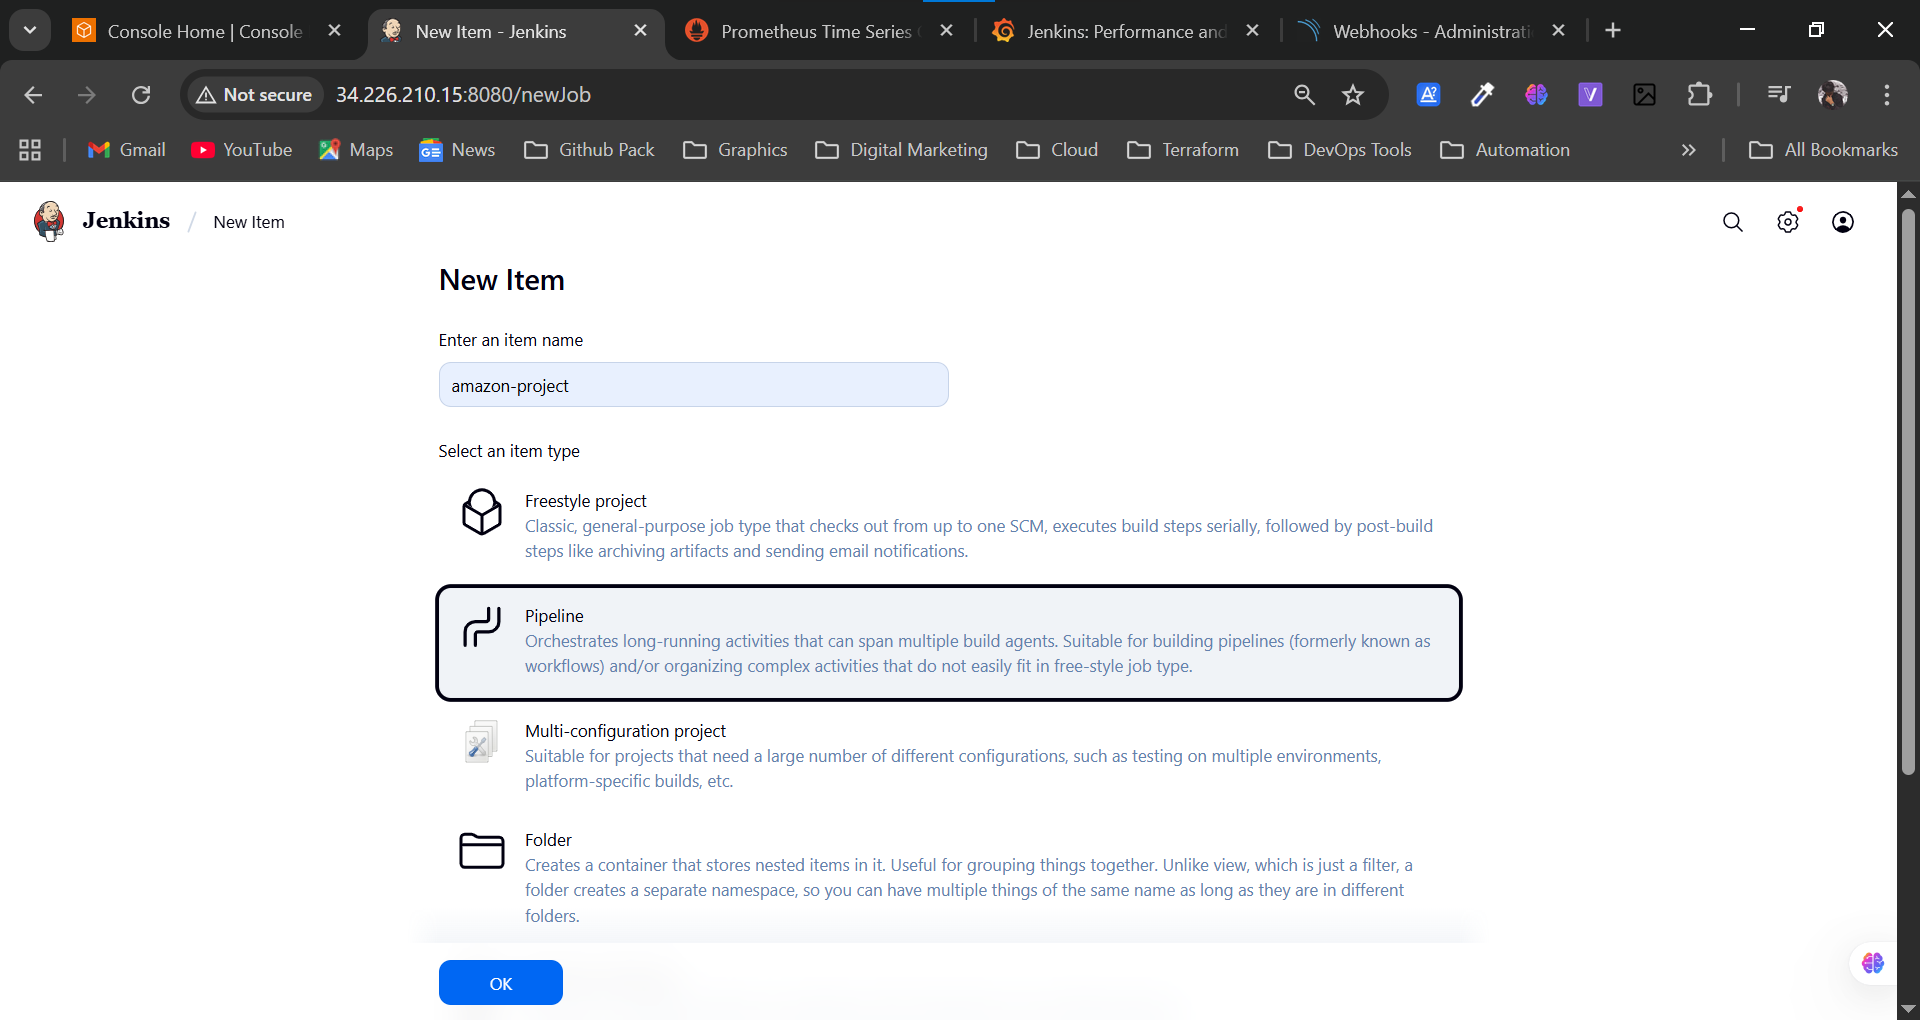 Console Home | Console
New Item - Jenkins
Prometheus Time Series
Jenkins: Performance and
Webhooks - Administrati
Not secure
34.226.210.15:8080/newJob
Gmail
YouTube
Maps
News
Github Pack
Graphics
Digital Marketing
Cloud
Terraform
DevOps Tools
Automation
All Bookmarks
Jenkins / New Item
New Item
Enter an item name
amazon-project
Select an item type
Freestyle project
Classic, general-purpose job type that checks out from up to one SCM, executes build steps serially, followed by post-build
steps like archiving artifacts and sending email notifications.
Pipeline
Orchestrates long-running activities that can span multiple build agents. Suitable for building pipelines (formerly known as
workflows) and/or organizing complex activities that do not easily fit in free-style job type.
Multi-configuration project
Suitable for projects that need a large number of different configurations, such as testing on multiple environments,
platform-specific builds, etc.
Folder
Creates a container that stores nested items in it. Useful for grouping things together. Unlike view, which is just a filter, a
folder creates a separate namespace, so you can have multiple things of the same name as long as they are in different
folders.
OK